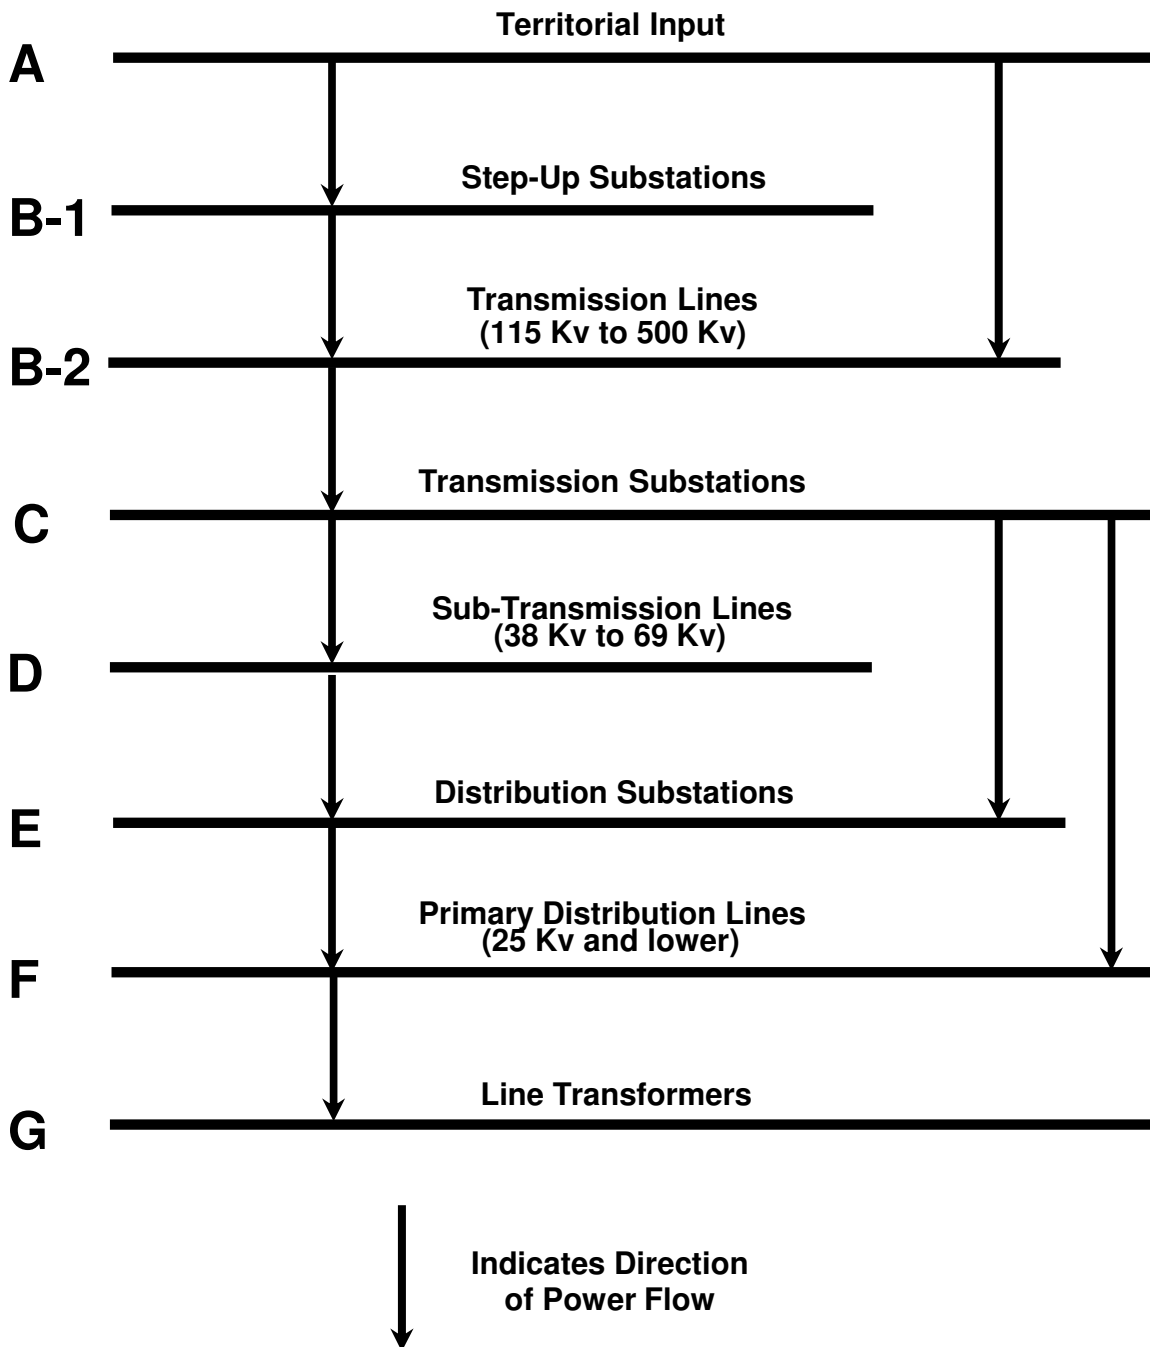 Territorial Input
A
Step-Up Substations
B-1
Transmission Lines
(115 Kv to 500 Kv)
B-2
Transmission Substations
C
Sub-Transmission Lines
(38 Kv to 69 Kv)
D
Distribution Substations
E
Primary Distribution Lines
(25 Kv and lower)
F
Line Transformers
G
Indicates Direction
of Power Flow